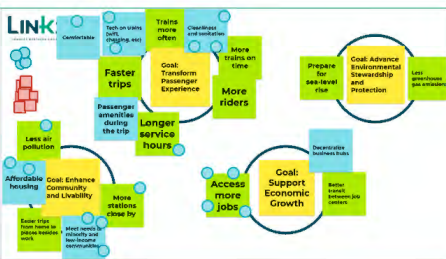 LINK
Comfortable
Tech on trains
(wifi,
charging, etc)
Trains
more
often
Cleanliness
and sanitation
Faster
trips
Goal:
Transform
Passenger
Experience
More
trains on
time
More
riders
Passenger
amenities
during
the trip
Longer
service
hours
Prepare
for
sea-level
rise
Goal: Advance
Environmental
Stewardship
and
Protection
Less
greenhouse
gas emissions
Less air
pollution
Affordable
housing
Goal: Enhance
Community
and Livability
More
stations
close by
Easier trips
from home to
places besides
work
Meet needs of
minority and
low-income
communities
Decentralize
business hubs
Access
more
jobs
Goal:
Support
Economic
Growth
Better
transit
between job
centers